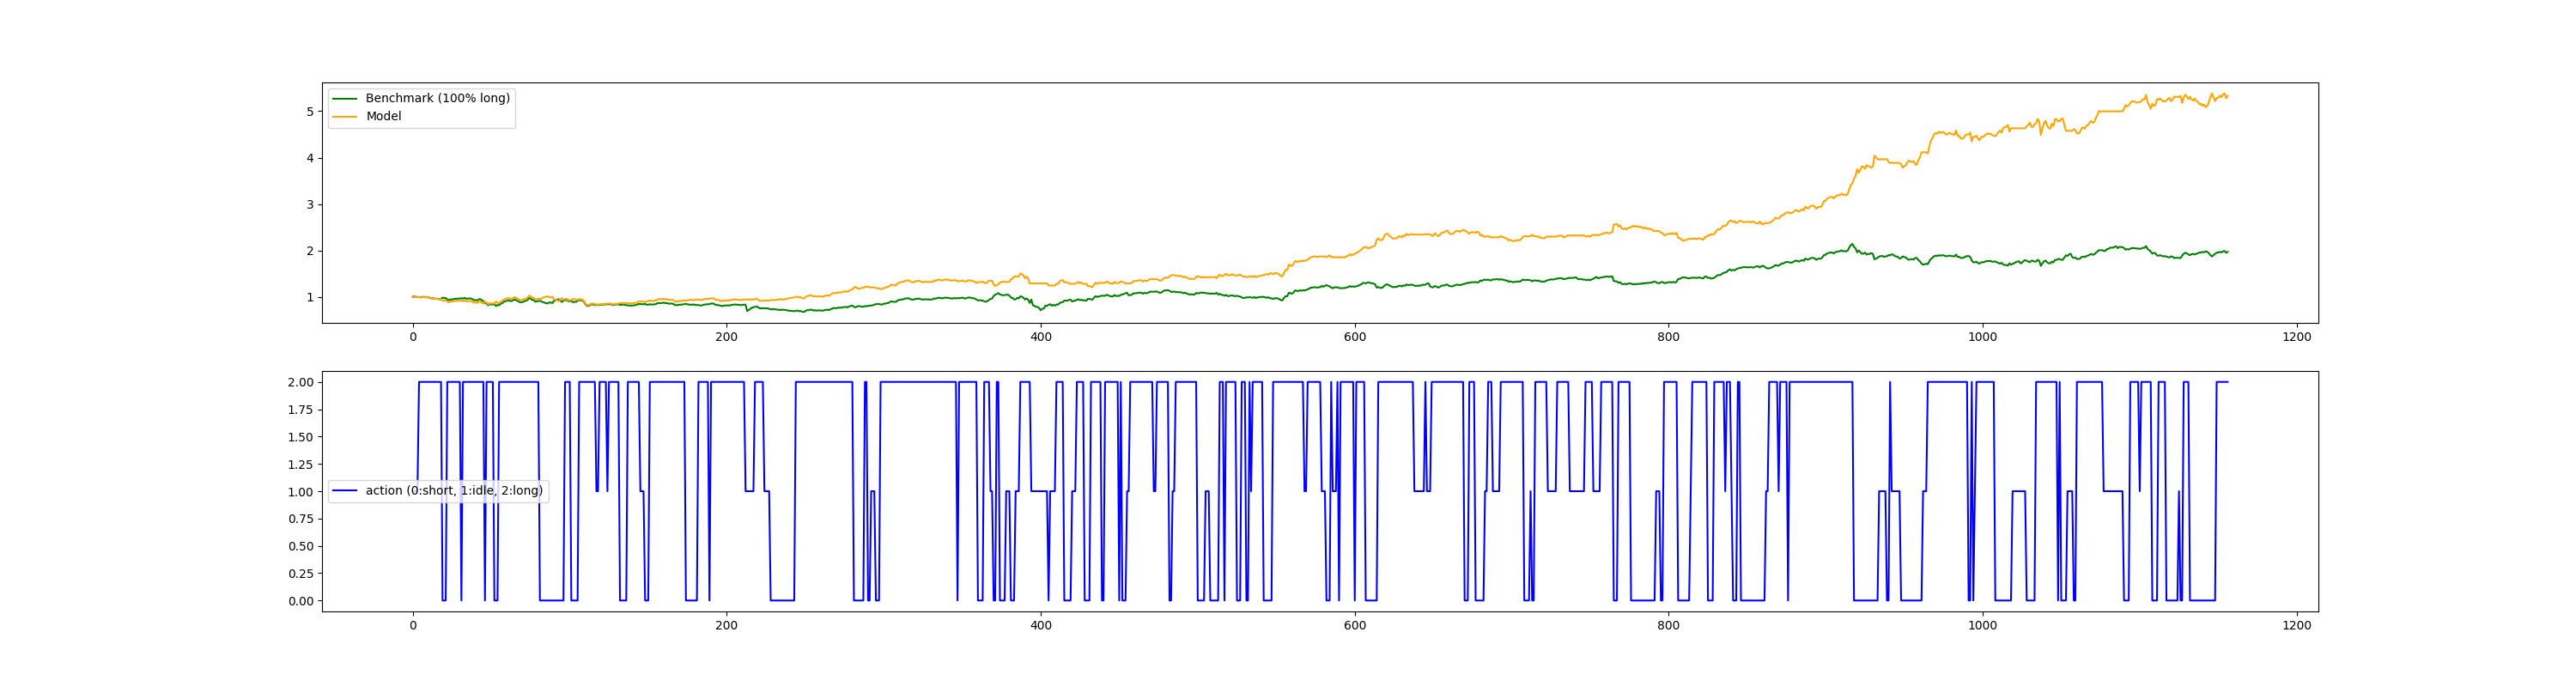 Benchmark (100% long)
Model
5
4
3
2
1
0 200 400 600 800 1000 1200
2.00
1.75
1.50
1.25
1.00
0.75
0.50
0.25
0.00
action (0:short, 1:idle, 2:long)
0 200 400 600 800 1000 1200